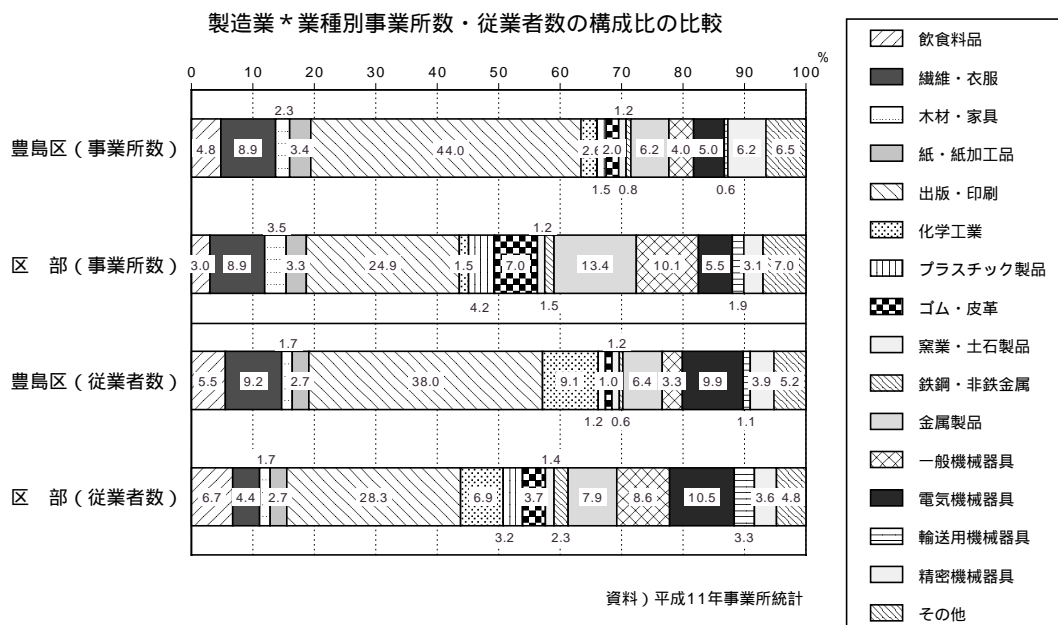 製造業＊業種別事業所数・従業者数の構成比の比較
%
0 10 20 30 40 50 60 70 80 90 100
2.3 1.2
豊島区（事業所数） 4.8 8.9 3.4 44.0 2.6 2.0 6.2 4.0 5.0 6.2 6.5
1.5 0.8 0.6
3.5 1.2
区　部（事業所数） 3.0 8.9 3.3 24.9 1.5 7.0 13.4 10.1 5.5 3.1 7.0
4.2 1.5 1.9
1.7 1.2
豊島区（従業者数） 5.5 9.2 2.7 38.0 9.1 1.0 6.4 3.3 9.9 3.9 5.2
1.2 0.6 1.1
1.7 1.4
区　部（従業者数） 6.7 4.4 2.7 28.3 6.9 3.7 7.9 8.6 10.5 3.6 4.8
3.2 2.3 3.3
資料）平成11年事業所統計
飲食料品
繊維・衣服
木材・家具
紙・紙加工品
出版・印刷
化学工業
プラスチック製品
ゴム・皮革
窯業・土石製品
鉄鋼・非鉄金属
金属製品
一般機械器具
電気機械器具
輸送用機械器具
精密機械器具
その他